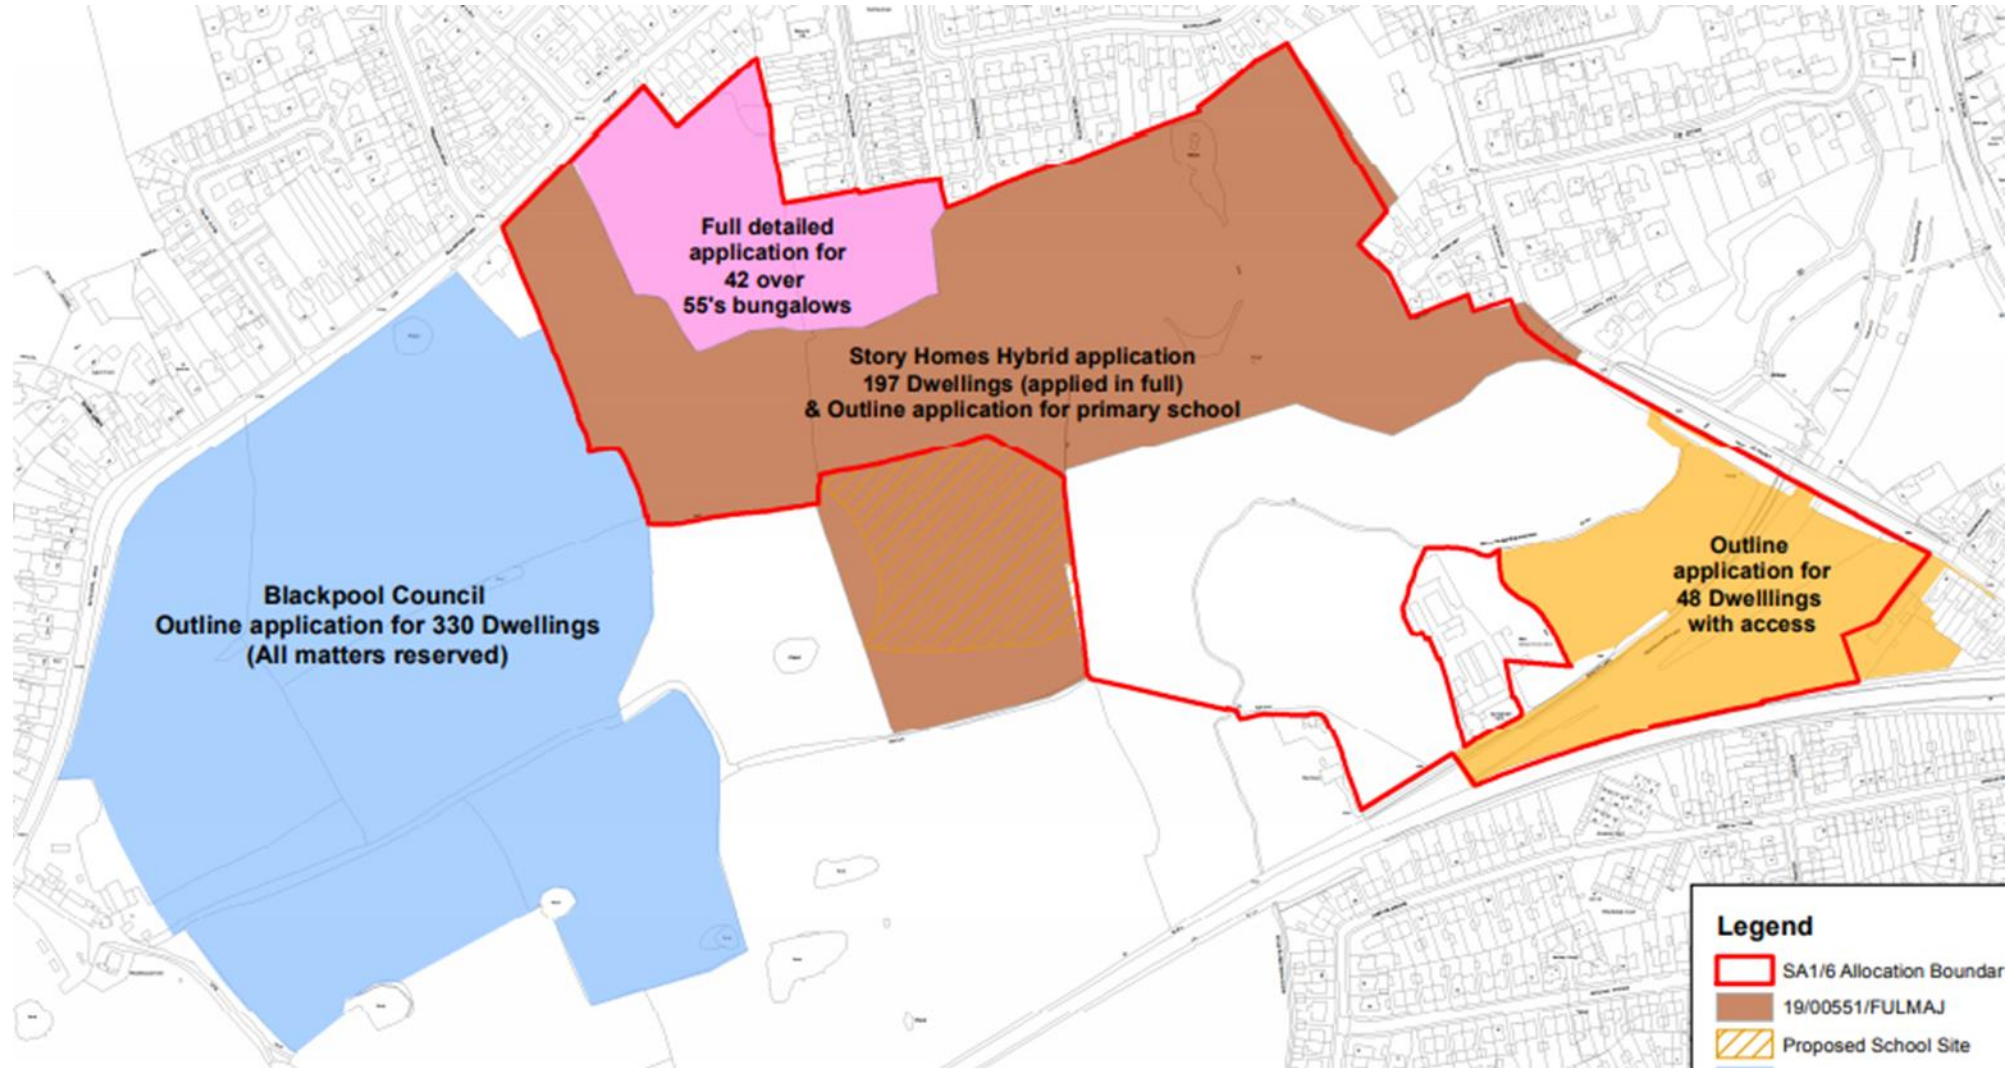 Full detailed
application for
42 over
55's bungalows
Story Homes Hybrid application
197 Dwellings (applied in full)
& Outline application for primary school
Blackpool Council
Outline application for 330 Dwellings
(All matters reserved)
Outline
application for
48 Dwelllings
with access
Legend
SA1/6 Allocation Boundar
19/00551/FULMAJ
Proposed School Site